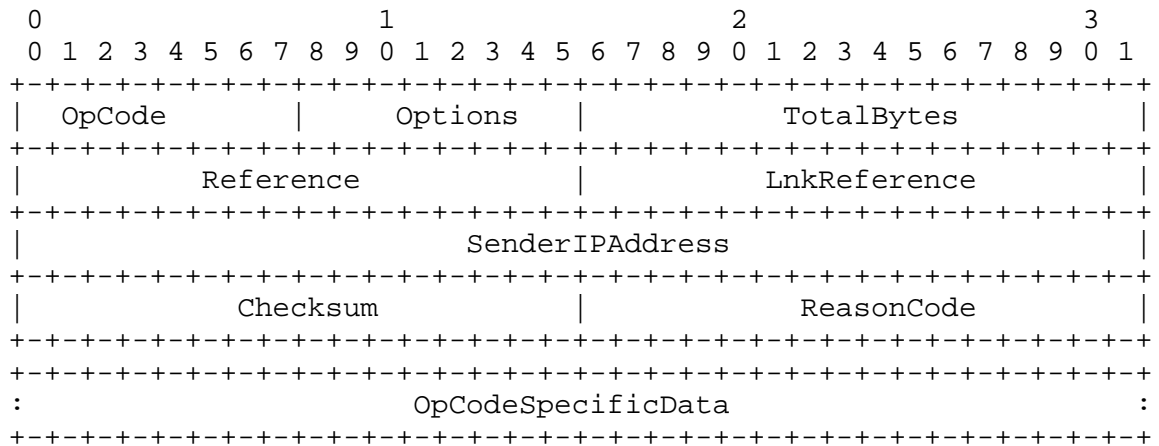 0                   1                   2                   3
 0 1 2 3 4 5 6 7 8 9 0 1 2 3 4 5 6 7 8 9 0 1 2 3 4 5 6 7 8 9 0 1
+-+-+-+-+-+-+-+-+-+-+-+-+-+-+-+-+-+-+-+-+-+-+-+-+-+-+-+-+-+-+-+-+
|  OpCode       |     Options   |           TotalBytes          |
+-+-+-+-+-+-+-+-+-+-+-+-+-+-+-+-+-+-+-+-+-+-+-+-+-+-+-+-+-+-+-+-+
|          Reference            |          LnkReference         |
+-+-+-+-+-+-+-+-+-+-+-+-+-+-+-+-+-+-+-+-+-+-+-+-+-+-+-+-+-+-+-+-+
|                         SenderIPAddress                       |
+-+-+-+-+-+-+-+-+-+-+-+-+-+-+-+-+-+-+-+-+-+-+-+-+-+-+-+-+-+-+-+-+
|            Checksum           |            ReasonCode         |
+-+-+-+-+-+-+-+-+-+-+-+-+-+-+-+-+-+-+-+-+-+-+-+-+-+-+-+-+-+-+-+-+
+-+-+-+-+-+-+-+-+-+-+-+-+-+-+-+-+-+-+-+-+-+-+-+-+-+-+-+-+-+-+-+-+
:                      OpCodeSpecificData                       :
+-+-+-+-+-+-+-+-+-+-+-+-+-+-+-+-+-+-+-+-+-+-+-+-+-+-+-+-+-+-+-+-+